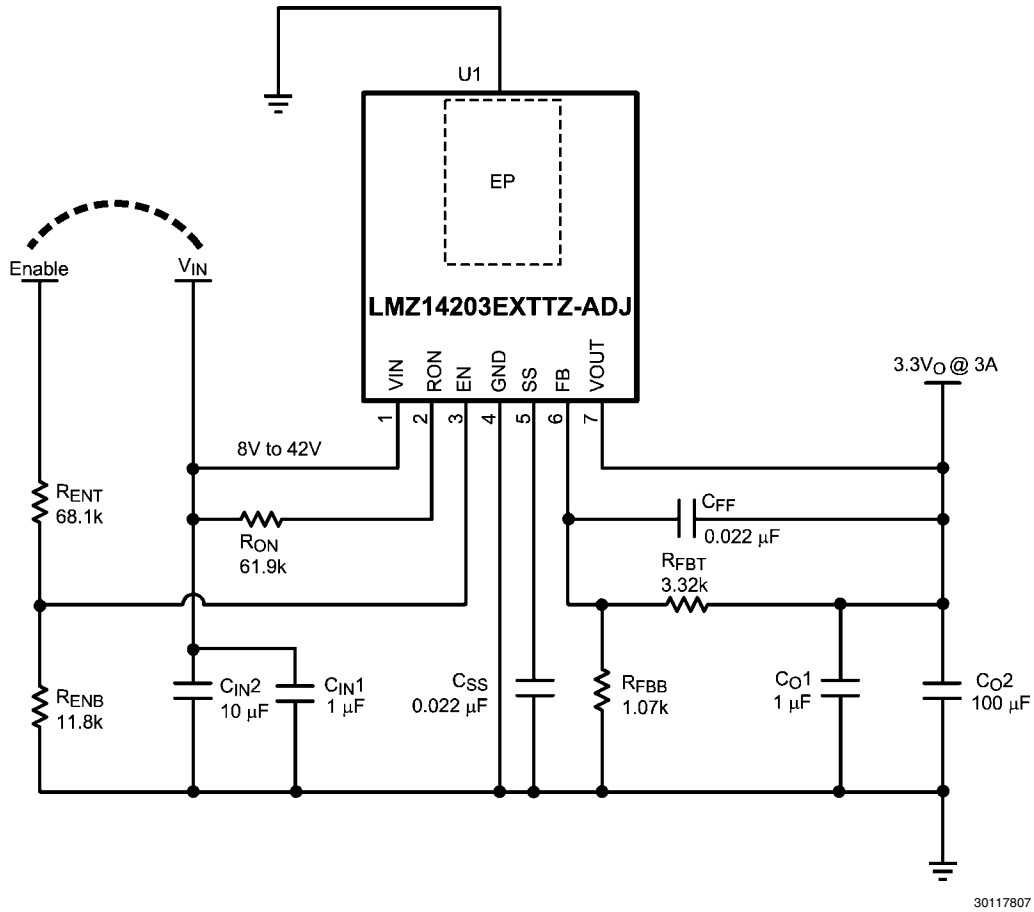 U1
EP
LMZ14203EXTTZ-ADJ
VIN
RON
EN
GND
SS
FB
VOUT
1
2
3
4
5
6
7
Enable
VIN
8V to 42V
3.3VO @ 3A
RENT
68.1k
RON
61.9k
CFF
0.022 µF
RFBT
3.32k
RENB
11.8k
CIN2
10 µF
CIN1
1 µF
CSS
0.022 µF
RFBB
1.07k
CO1
1 µF
CO2
100 µF
30117807